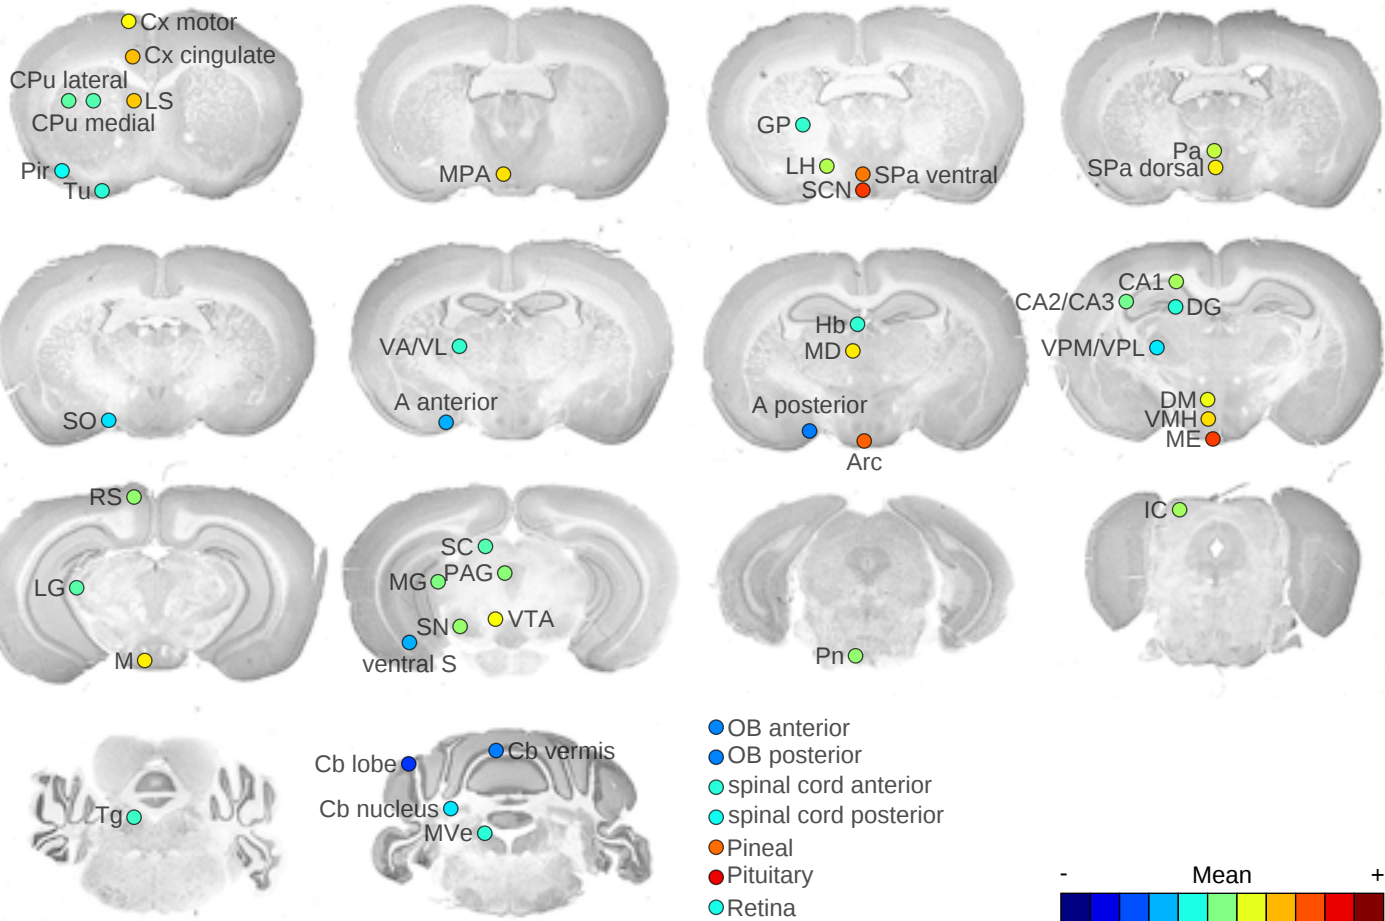 Cx motor
Cx cingulate
CPu lateral
LS
CPu medial
Pir
Tu
MPA
GP
LH
SPa ventral
SCN
Pa
SPa dorsal
SO
VA/VL
A anterior
Hb
MD
A posterior
Arc
CA1
CA2/CA3
DG
VPM/VPL
DM
VMH
ME
RS
LG
M
SC
PAG
MG
VTA
SN
ventral S
Pn
IC
Tg
Cb vermis
Cb lobe
Cb nucleus
MVe
OB anterior
OB posterior
spinal cord anterior
spinal cord posterior
Pineal
Pituitary
Retina
- Mean +